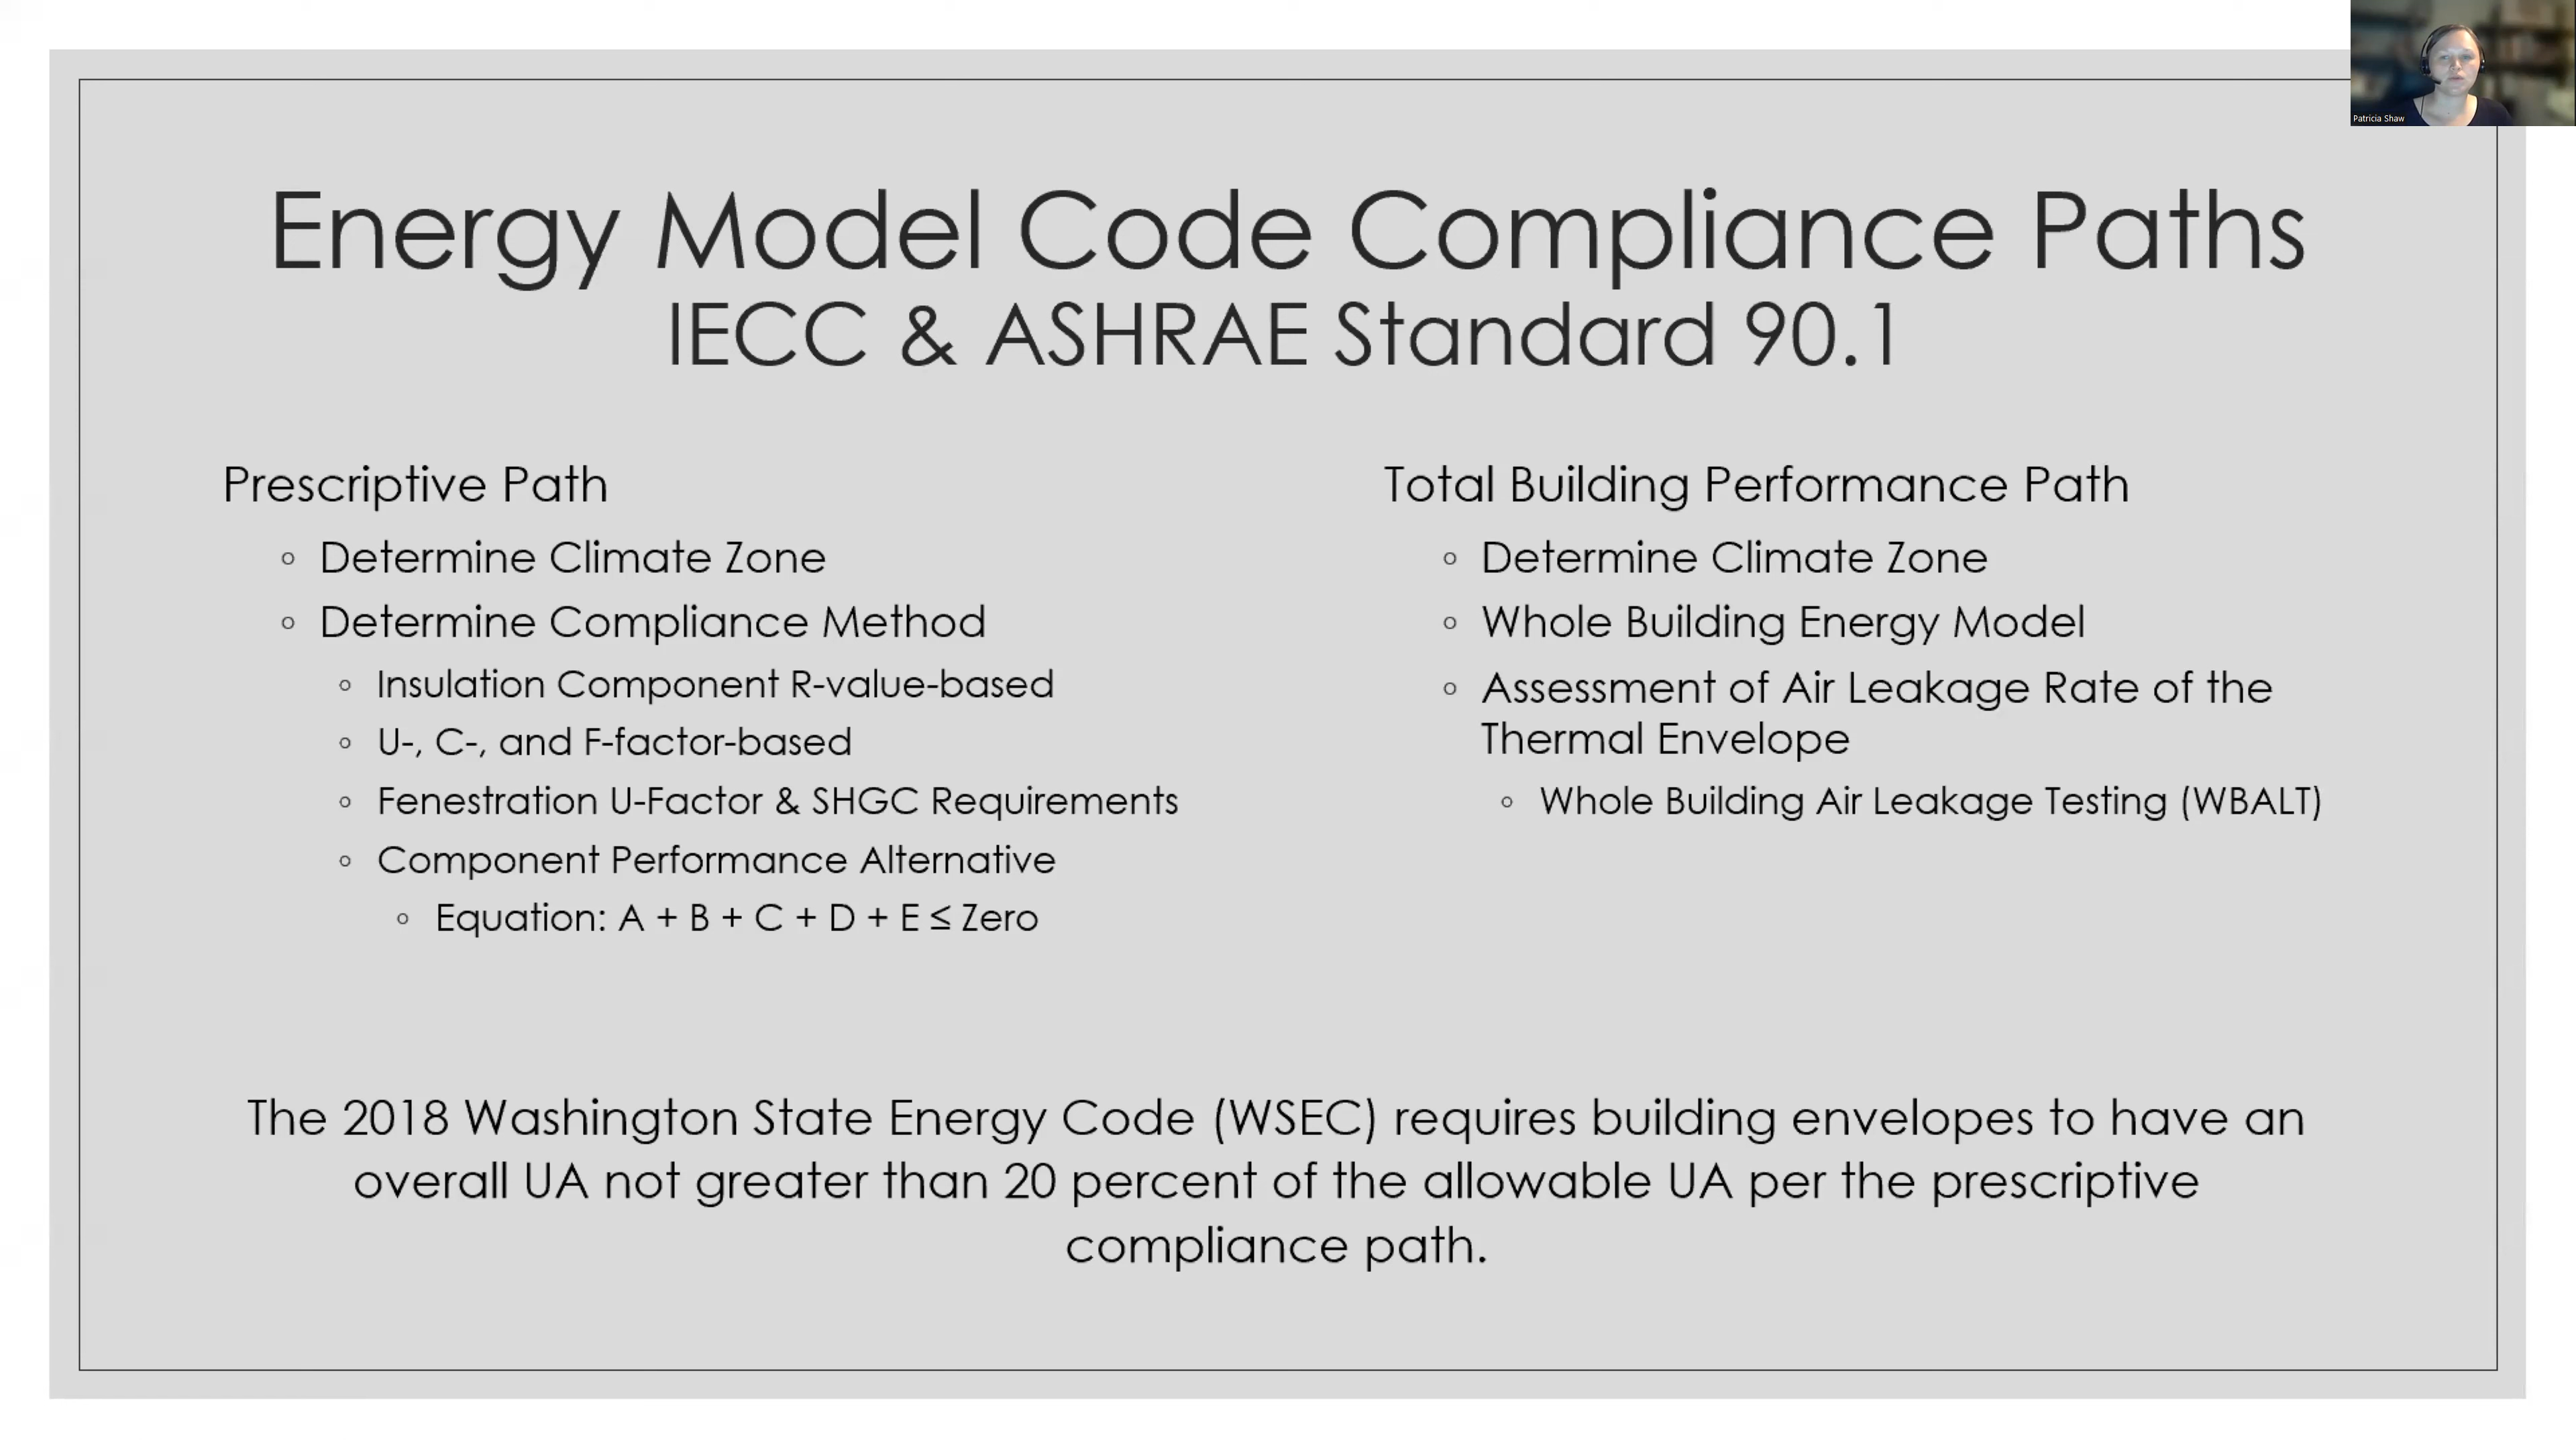 Patricia Shaw
Energy Model Code Compliance Paths
IECC & ASHRAE Standard 90.1
Prescriptive Path
◦ Determine Climate Zone
◦ Determine Compliance Method
◦ Insulation Component R-value-based
◦ U-, C-, and F-factor-based
◦ Fenestration U-Factor & SHGC Requirements
◦ Component Performance Alternative
◦ Equation: A + B + C + D + E ≤ Zero
Total Building Performance Path
◦ Determine Climate Zone
◦ Whole Building Energy Model
◦ Assessment of Air Leakage Rate of the
Thermal Envelope
◦ Whole Building Air Leakage Testing (WBALT)
The 2018 Washington State Energy Code (WSEC) requires building envelopes to have an
overall UA not greater than 20 percent of the allowable UA per the prescriptive
compliance path.